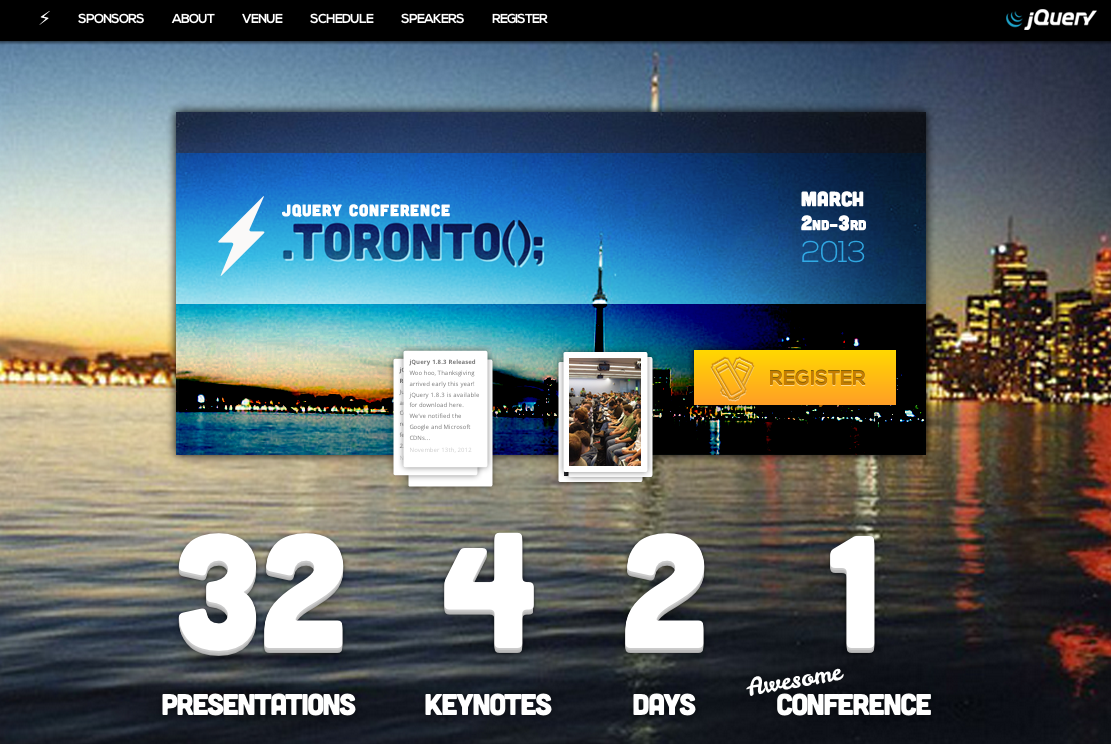 SPONSORS ABOUT VENUE SCHEDULE SPEAKERS REGISTER
jQuery
JQUERY CONFERENCE
.TORONTO();
MARCH
2ND-3RD
2013
jQuery 1.8.3 Released
Woo hoo, Thanksgiving
arrived early this year!
jQuery 1.8.3 is available
for download here.
We've notified the
Google and Microsoft
CDNs...
November 13th, 2012
REGISTER
32 4 2 1
PRESENTATIONS KEYNOTES DAYS Awesome CONFERENCE